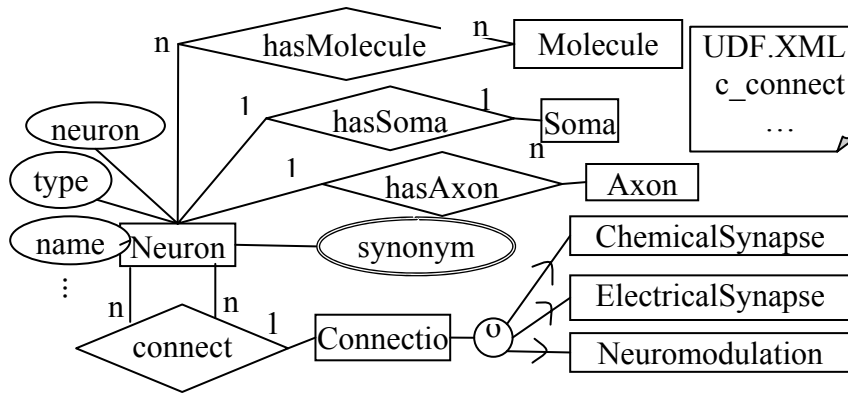 n
hasMolecule
n
Molecule
UDF.XML
c_connect
...
neuron
1
hasSoma
1
Soma
type
1
hasAxon
n
Axon
name
Neuron
synonym
ChemicalSynapse
...
n
n
connect
1
Connectio
o
ElectricalSynapse
Neuromodulation